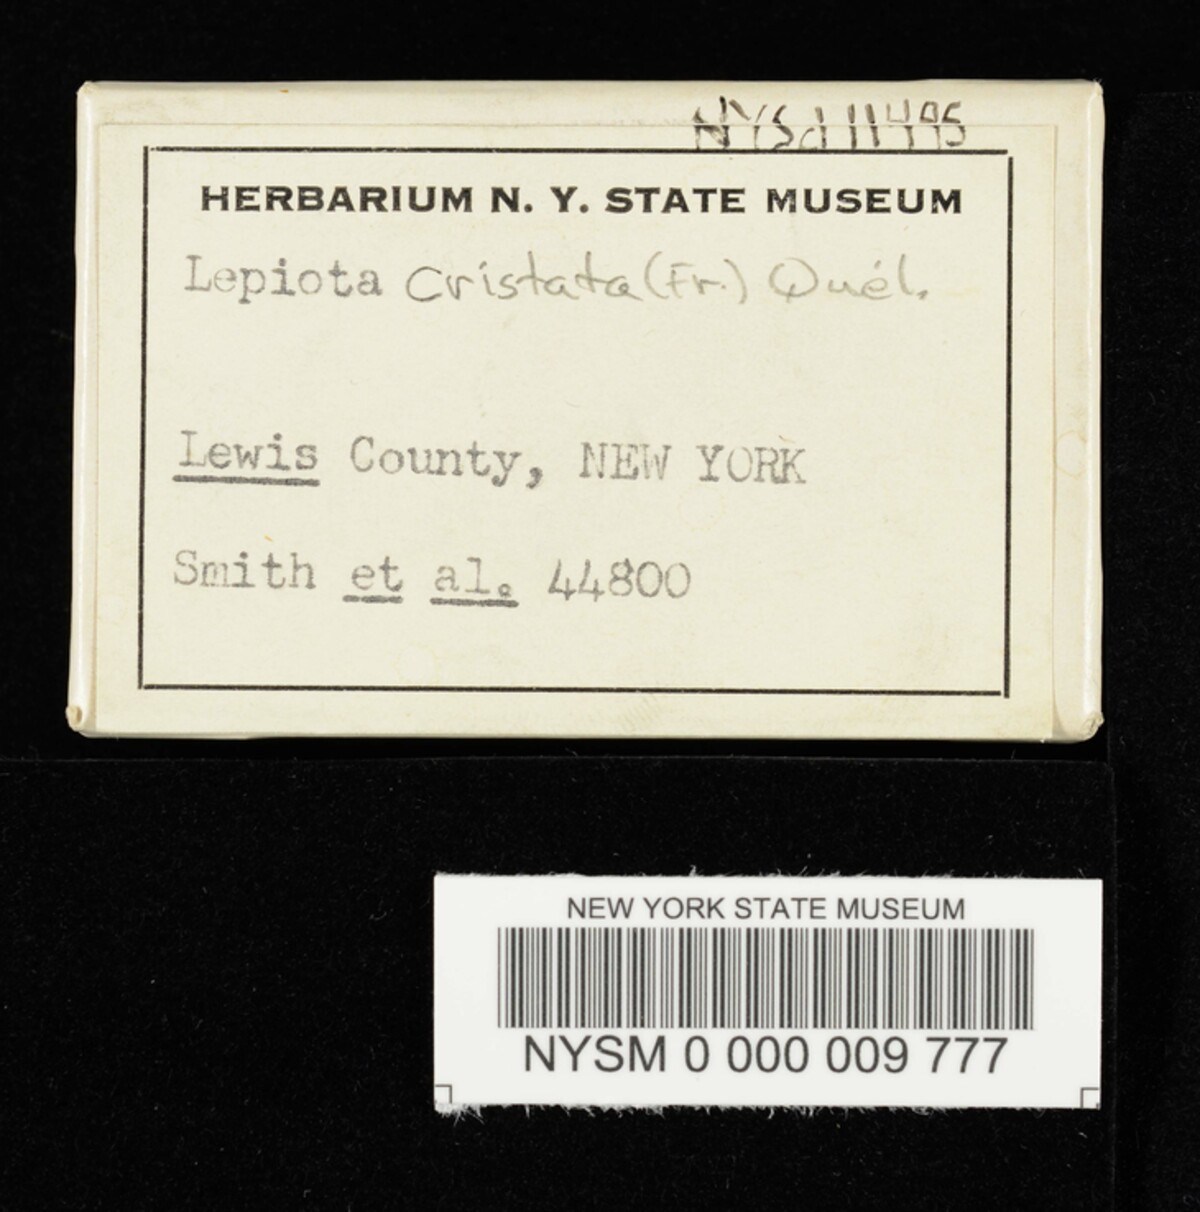 HERBARIUM N. Y. STATE MUSEUM
Lepiota cristata (Fr.) Quél.
Lewis County, NEW YORK
Smith et al. 44800
NEW YORK STATE MUSEUM
NYSM 0 000 009 777